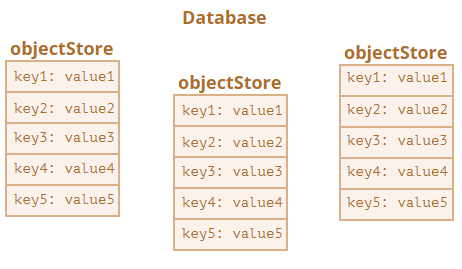 Database
objectStore
key1: value1
key2: value2
key3: value3
key4: value4
key5: value5
objectStore
key1: value1
key2: value2
key3: value3
key4: value4
key5: value5
objectStore
key1: value1
key2: value2
key3: value3
key4: value4
key5: value5